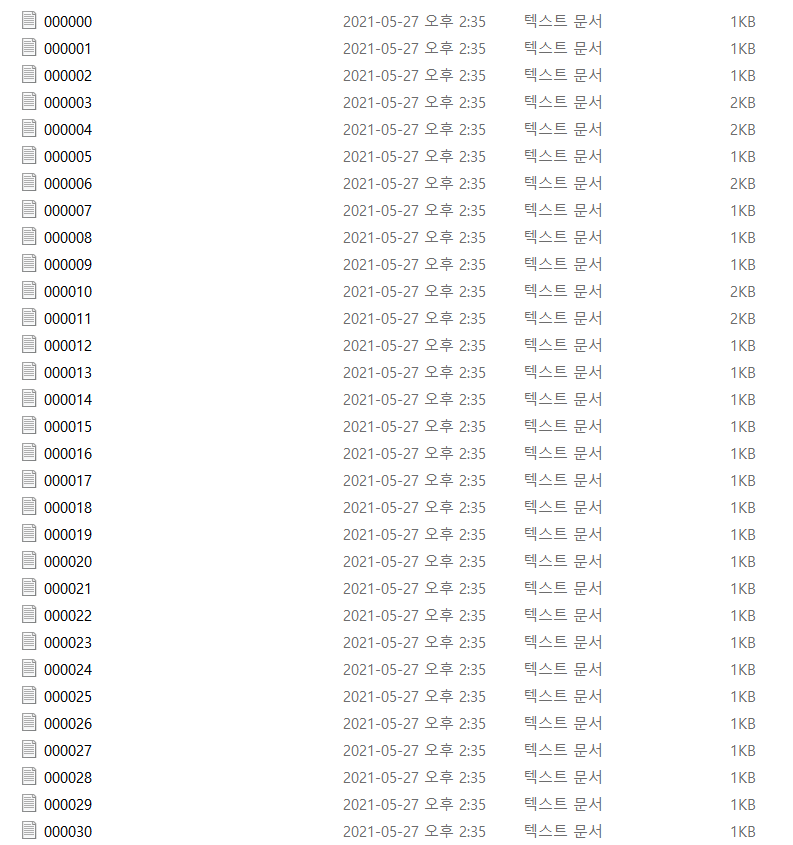 000000 2021-05-27 오후 2:35 텍스트 문서 1KB
000001 2021-05-27 오후 2:35 텍스트 문서 1KB
000002 2021-05-27 오후 2:35 텍스트 문서 1KB
000003 2021-05-27 오후 2:35 텍스트 문서 2KB
000004 2021-05-27 오후 2:35 텍스트 문서 2KB
000005 2021-05-27 오후 2:35 텍스트 문서 1KB
000006 2021-05-27 오후 2:35 텍스트 문서 2KB
000007 2021-05-27 오후 2:35 텍스트 문서 1KB
000008 2021-05-27 오후 2:35 텍스트 문서 1KB
000009 2021-05-27 오후 2:35 텍스트 문서 1KB
000010 2021-05-27 오후 2:35 텍스트 문서 2KB
000011 2021-05-27 오후 2:35 텍스트 문서 2KB
000012 2021-05-27 오후 2:35 텍스트 문서 1KB
000013 2021-05-27 오후 2:35 텍스트 문서 1KB
000014 2021-05-27 오후 2:35 텍스트 문서 1KB
000015 2021-05-27 오후 2:35 텍스트 문서 1KB
000016 2021-05-27 오후 2:35 텍스트 문서 1KB
000017 2021-05-27 오후 2:35 텍스트 문서 1KB
000018 2021-05-27 오후 2:35 텍스트 문서 1KB
000019 2021-05-27 오후 2:35 텍스트 문서 1KB
000020 2021-05-27 오후 2:35 텍스트 문서 1KB
000021 2021-05-27 오후 2:35 텍스트 문서 1KB
000022 2021-05-27 오후 2:35 텍스트 문서 1KB
000023 2021-05-27 오후 2:35 텍스트 문서 1KB
000024 2021-05-27 오후 2:35 텍스트 문서 1KB
000025 2021-05-27 오후 2:35 텍스트 문서 1KB
000026 2021-05-27 오후 2:35 텍스트 문서 1KB
000027 2021-05-27 오후 2:35 텍스트 문서 1KB
000028 2021-05-27 오후 2:35 텍스트 문서 1KB
000029 2021-05-27 오후 2:35 텍스트 문서 1KB
000030 2021-05-27 오후 2:35 텍스트 문서 1KB